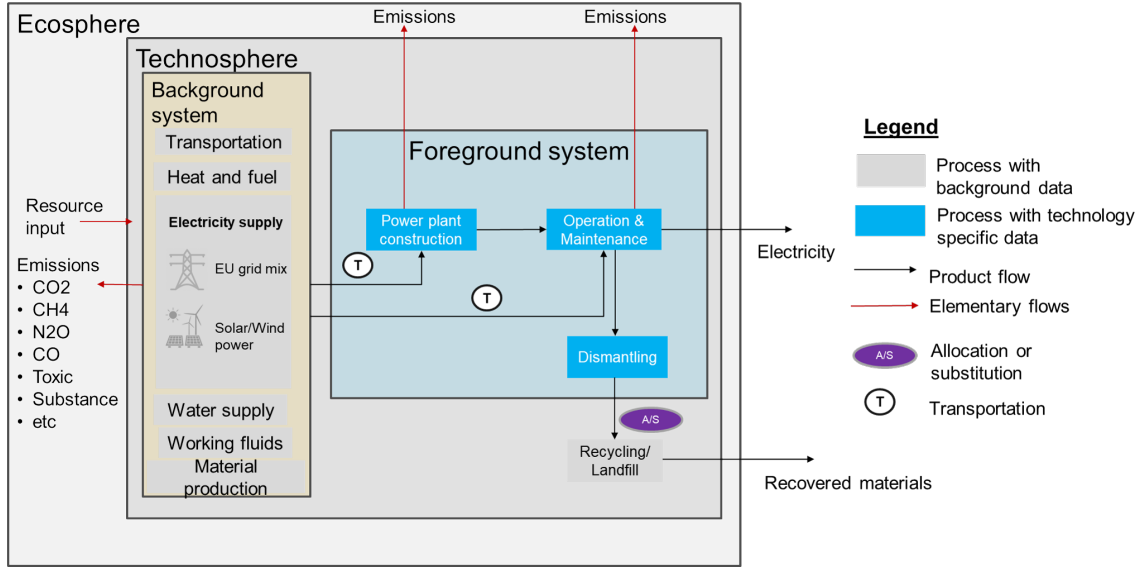 Ecosphere
Emissions
Emissions
Technosphere
Background
system
Transportation
Heat and fuel
Electricity supply
EU grid mix
Solar/Wind
power
Water supply
Working fluids
Material
production
Resource
input
Emissions
• CO2
• CH4
• N2O
• CO
• Toxic
• Substance
• etc
Foreground system
Power plant
construction
Operation &
Maintenance
T
T
Dismantling
A/S
Recycling/
Landfill
Electricity
Recovered materials
Legend
Process with
background data
Process with technology
specific data
Product flow
Elementary flows
A/S
Allocation or
substitution
T
Transportation